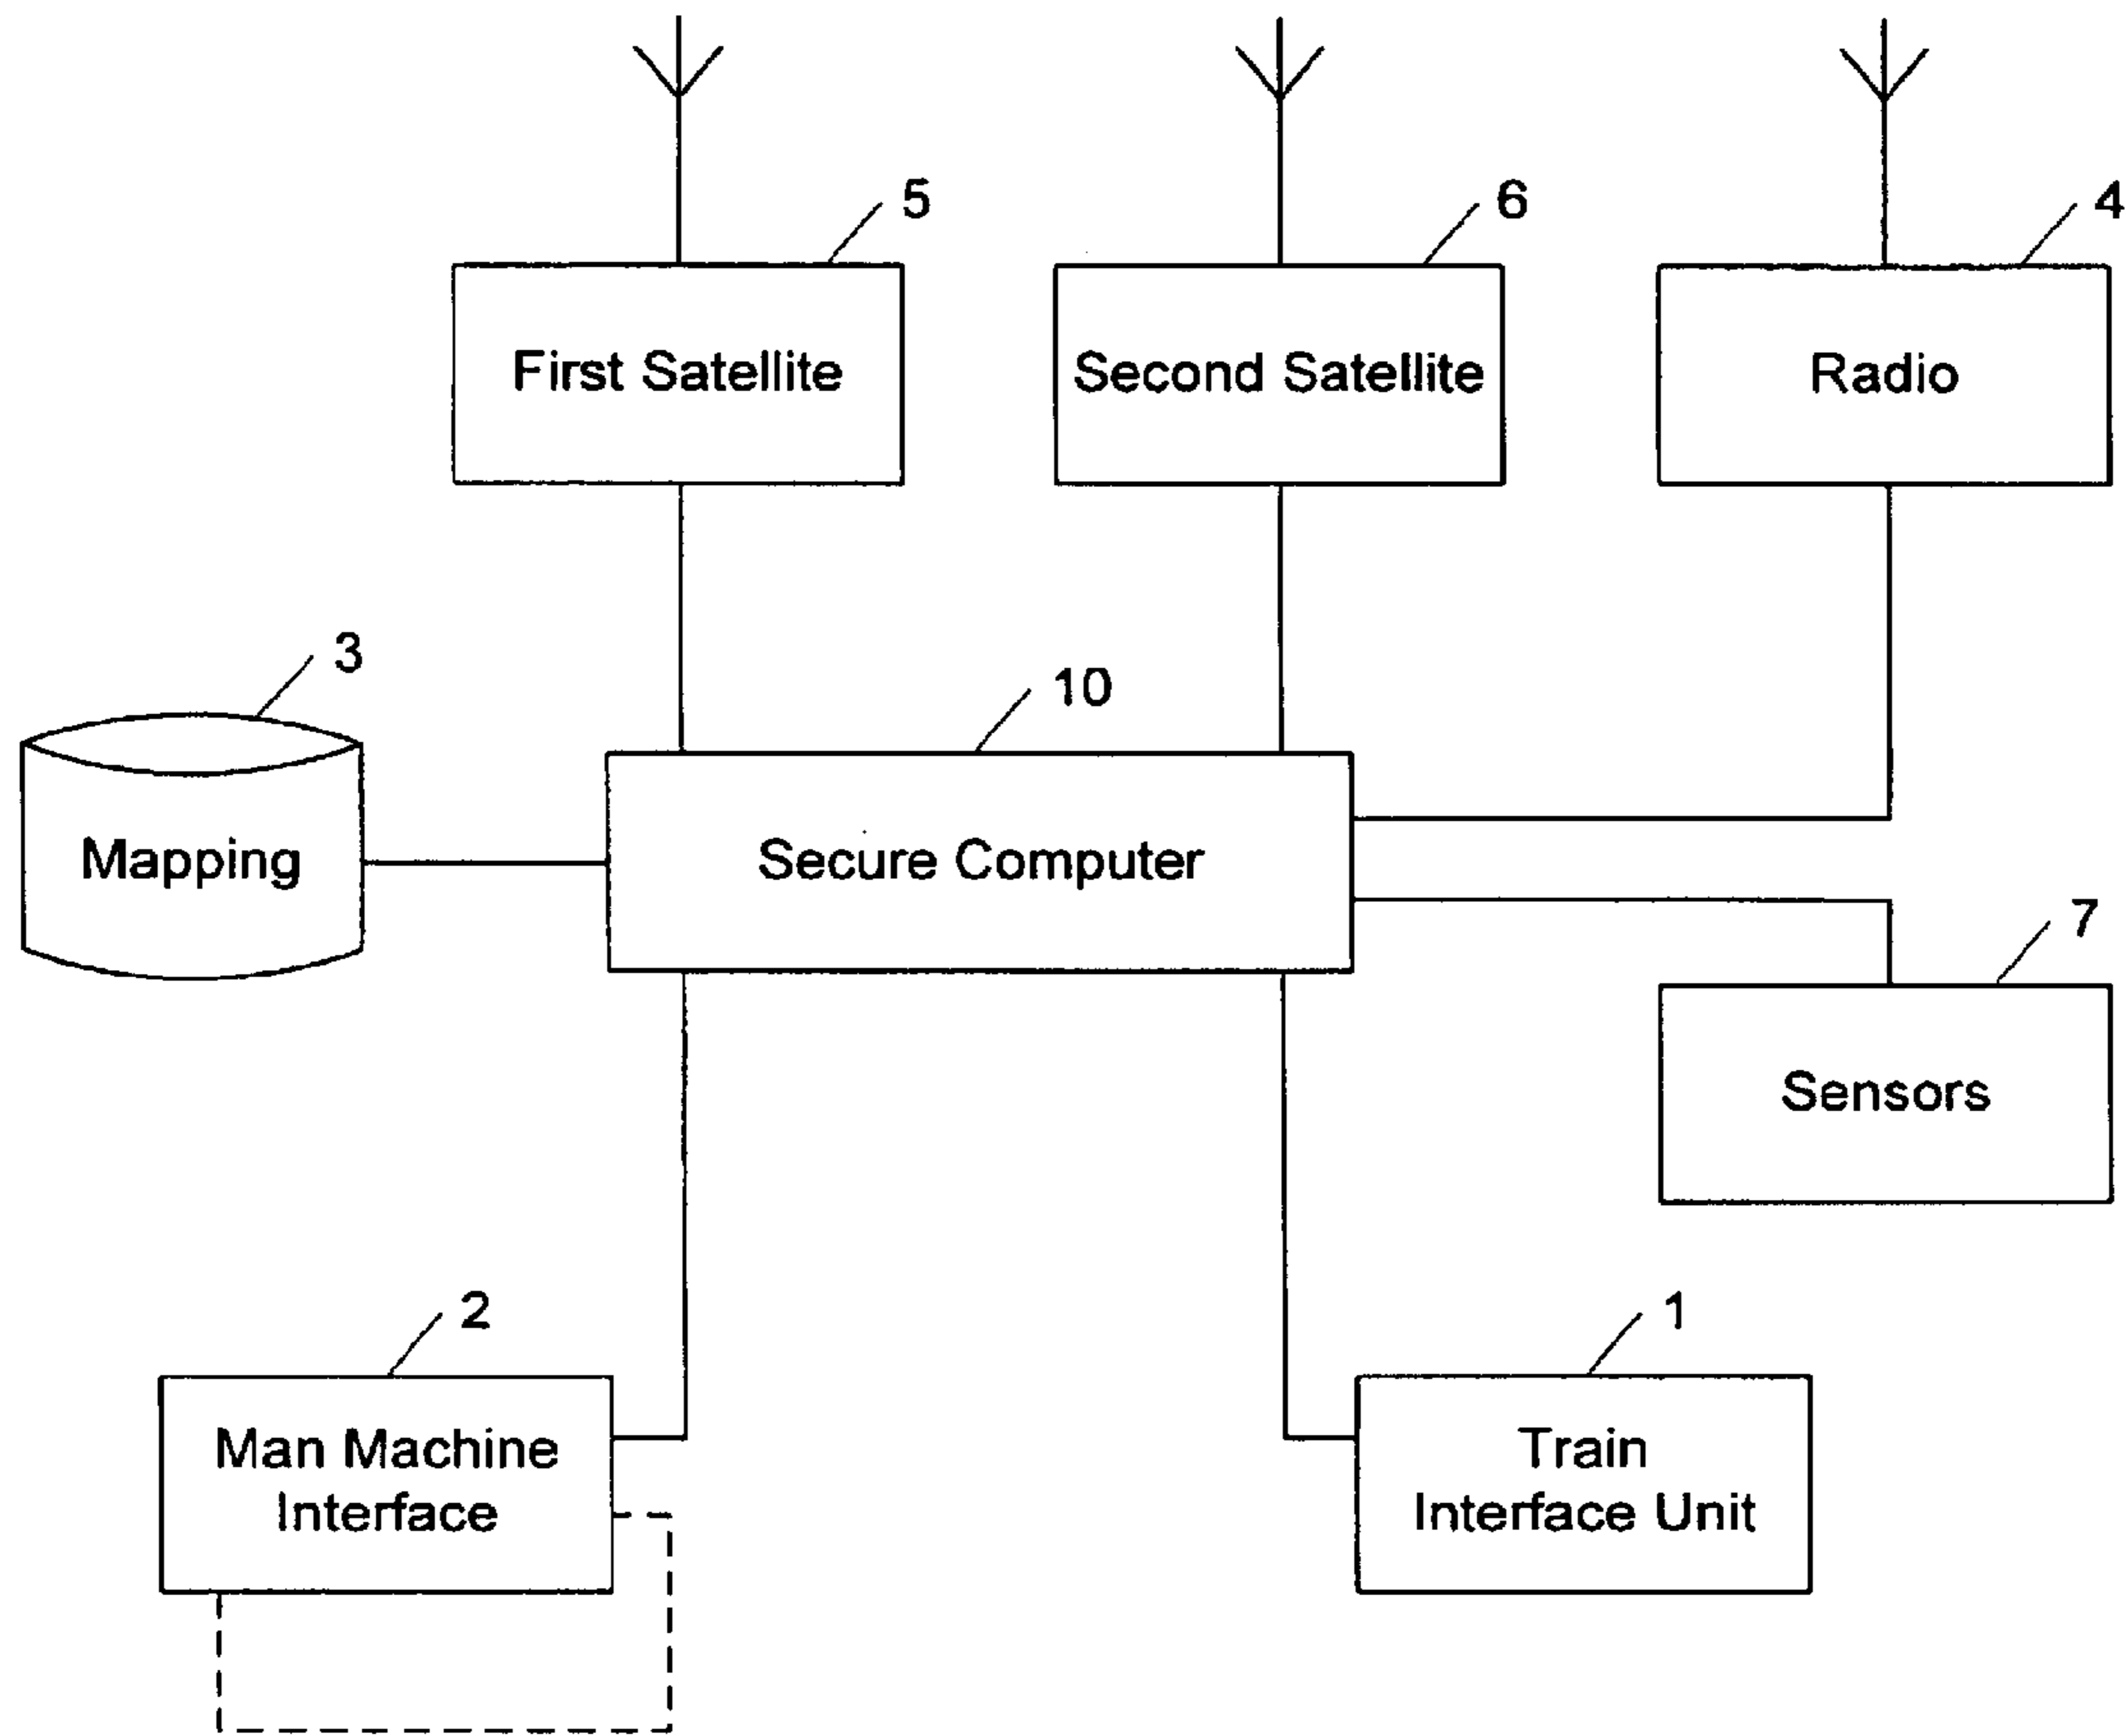 5
6
4
First Satellite
Second Satellite
Radio
3
10
Mapping
Secure Computer
7
Sensors
2
1
Man Machine
Interface
Train
Interface Unit